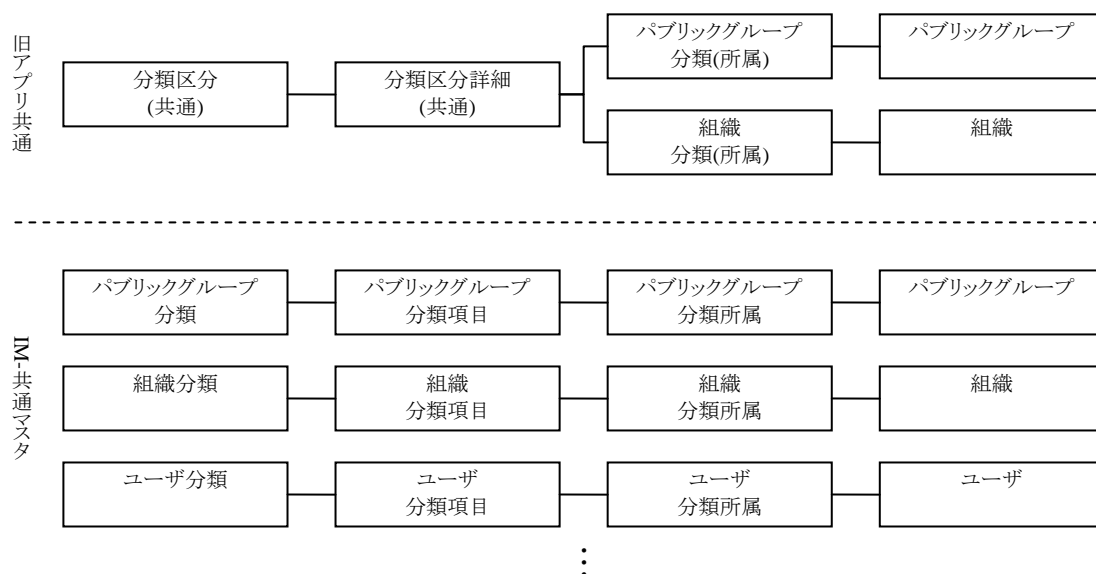 旧アプリ共通
分類区分
(共通)
分類区分詳細
(共通)
パブリックグループ
分類(所属)
パブリックグループ
組織
分類(所属)
組織
IM-共通マスタ
パブリックグループ
分類
パブリックグループ
分類項目
パブリックグループ
分類所属
パブリックグループ
組織分類
組織
分類項目
組織
分類所属
組織
ユーザ分類
ユーザ
分類項目
ユーザ
分類所属
ユーザ